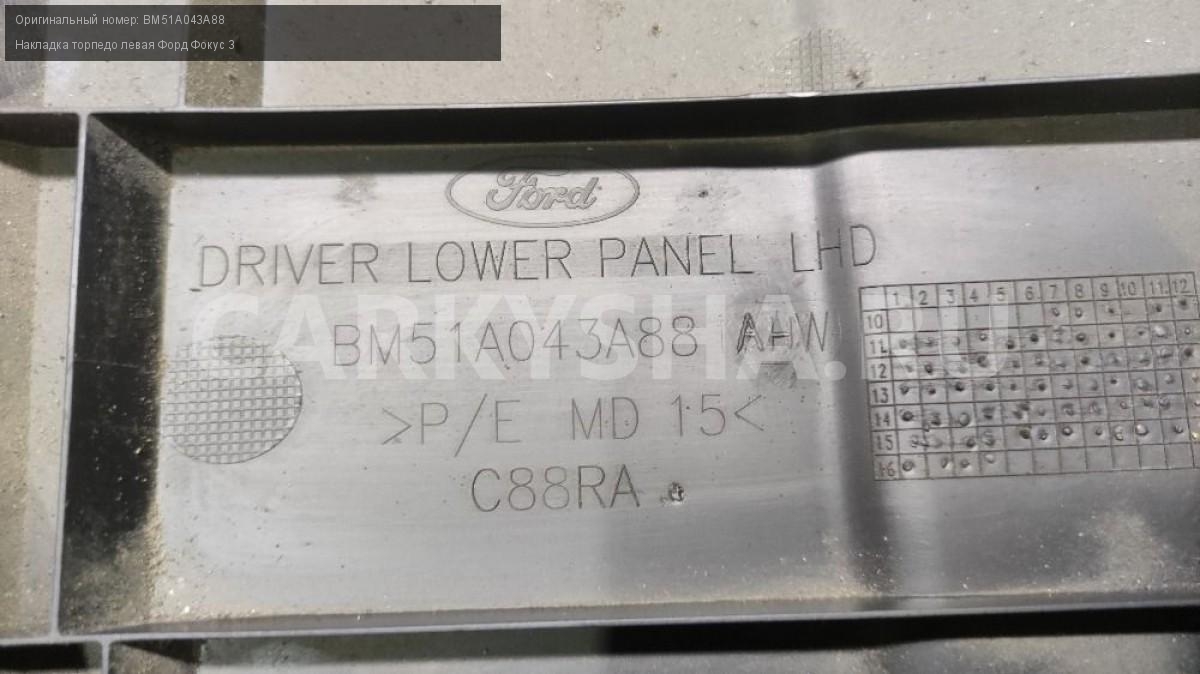 Оригинальный номер: BM51A043A88
Накладка торпедо левая Форд Фокус 3
Ford
DRIVER LOWER PANEL LHD
BM51A043A88 AHW
CARKYSHA.RU
>P/E MD 15<
C88RA
1 2 3 4 5 6 7 8 9 10 11 12
10
11
12
13
14
15
16